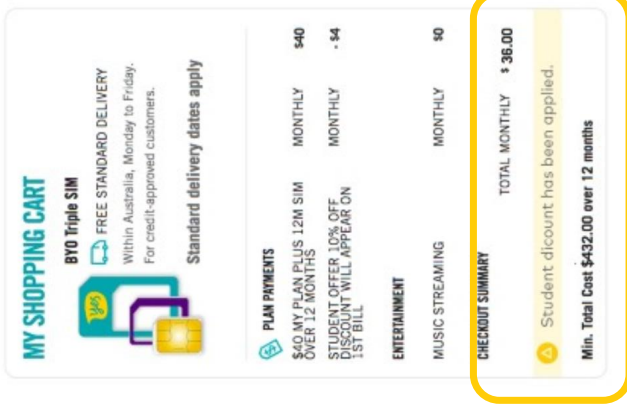 MY SHOPPING CART
yes
BYO Triple SIM
FREE STANDARD DELIVERY
Within Australia, Monday to Friday.
For credit-approved customers.
Standard delivery dates apply
PLAN PAYMENTS
$40 MY PLAN PLUS 12M SIM MONTHLY $40
OVER 12 MONTHS
STUDENT OFFER 10% OFF MONTHLY - $4
DISCOUNT WILL APPEAR ON
1ST BILL
ENTERTAINMENT
MUSIC STREAMING MONTHLY $0
CHECKOUT SUMMARY
TOTAL MONTHLY $ 36.00
Student dicount has been applied.
Min. Total Cost $432.00 over 12 months